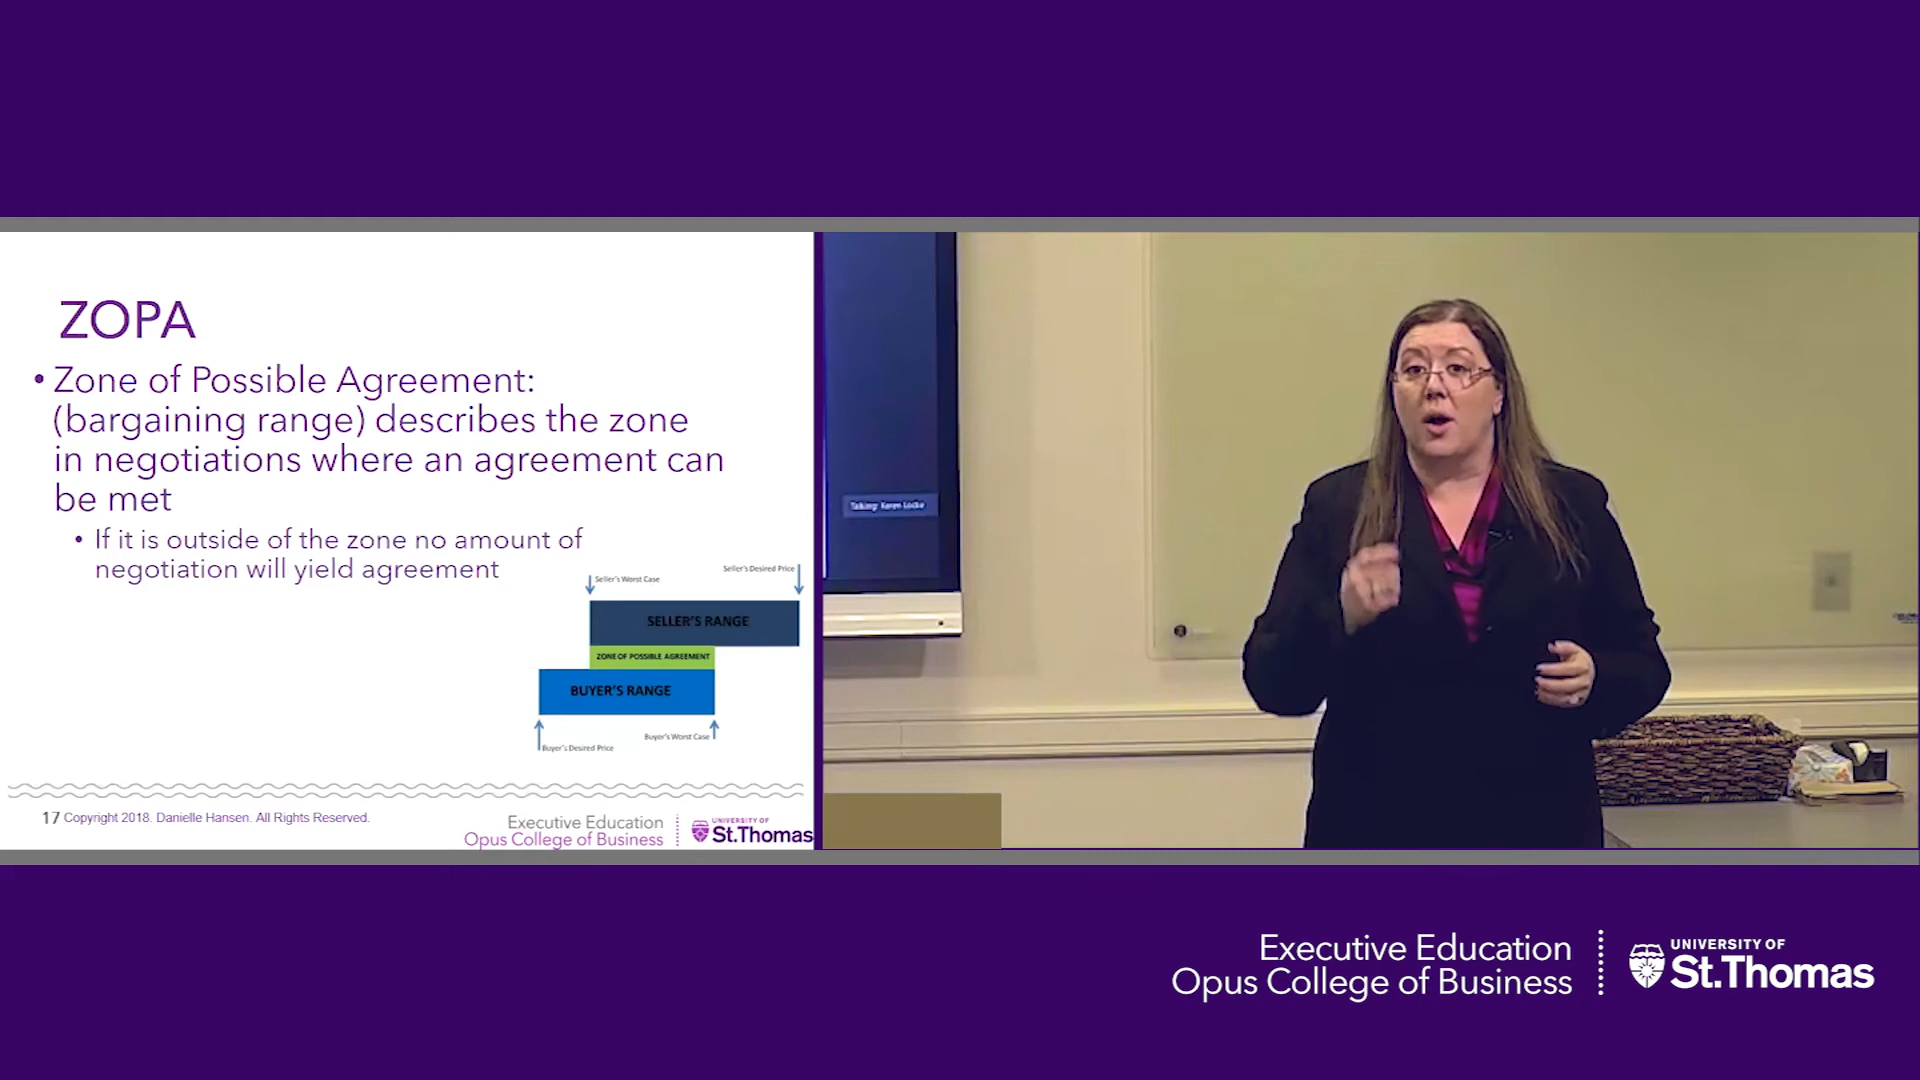 ZOPA
• Zone of Possible Agreement:
(bargaining range) describes the zone
in negotiations where an agreement can
be met
• If it is outside of the zone no amount of
negotiation will yield agreement
Seller's Desired Price
Seller's Worst Case
SELLER'S RANGE
ZONE OF POSSIBLE AGREEMENT
BUYER'S RANGE
Buyer's Worst Case
Buyer's Desired Price
17 Copyright 2018. Danielle Hansen. All Rights Reserved.
Executive Education
Opus College of Business
UNIVERSITY OF
St.Thomas
Talking: Karen Locke
Executive Education
Opus College of Business
UNIVERSITY OF
St.Thomas